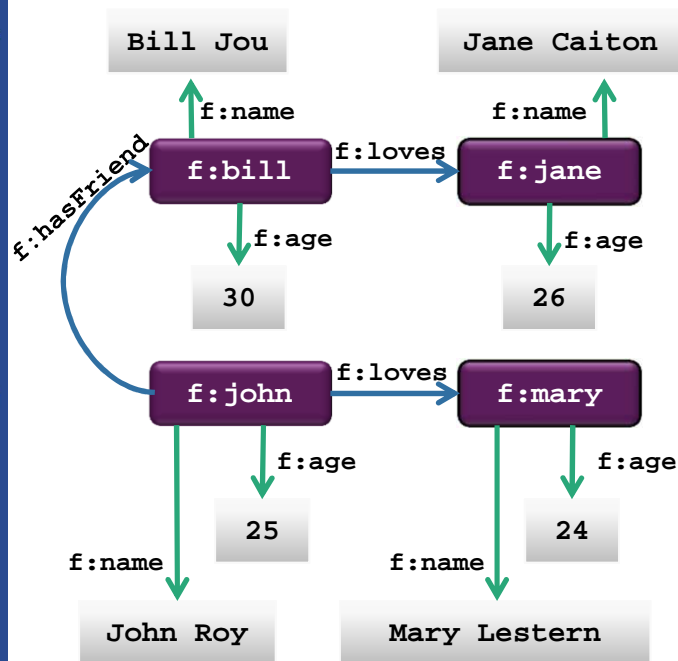 Bill Jou
Jane Caiton
f:name
f:name
f:hasFriend
f:bill
f:loves
f:jane
f:age
f:age
30
26
f:john
f:loves
f:mary
f:age
f:age
25
24
f:name
f:name
John Roy
Mary Lestern